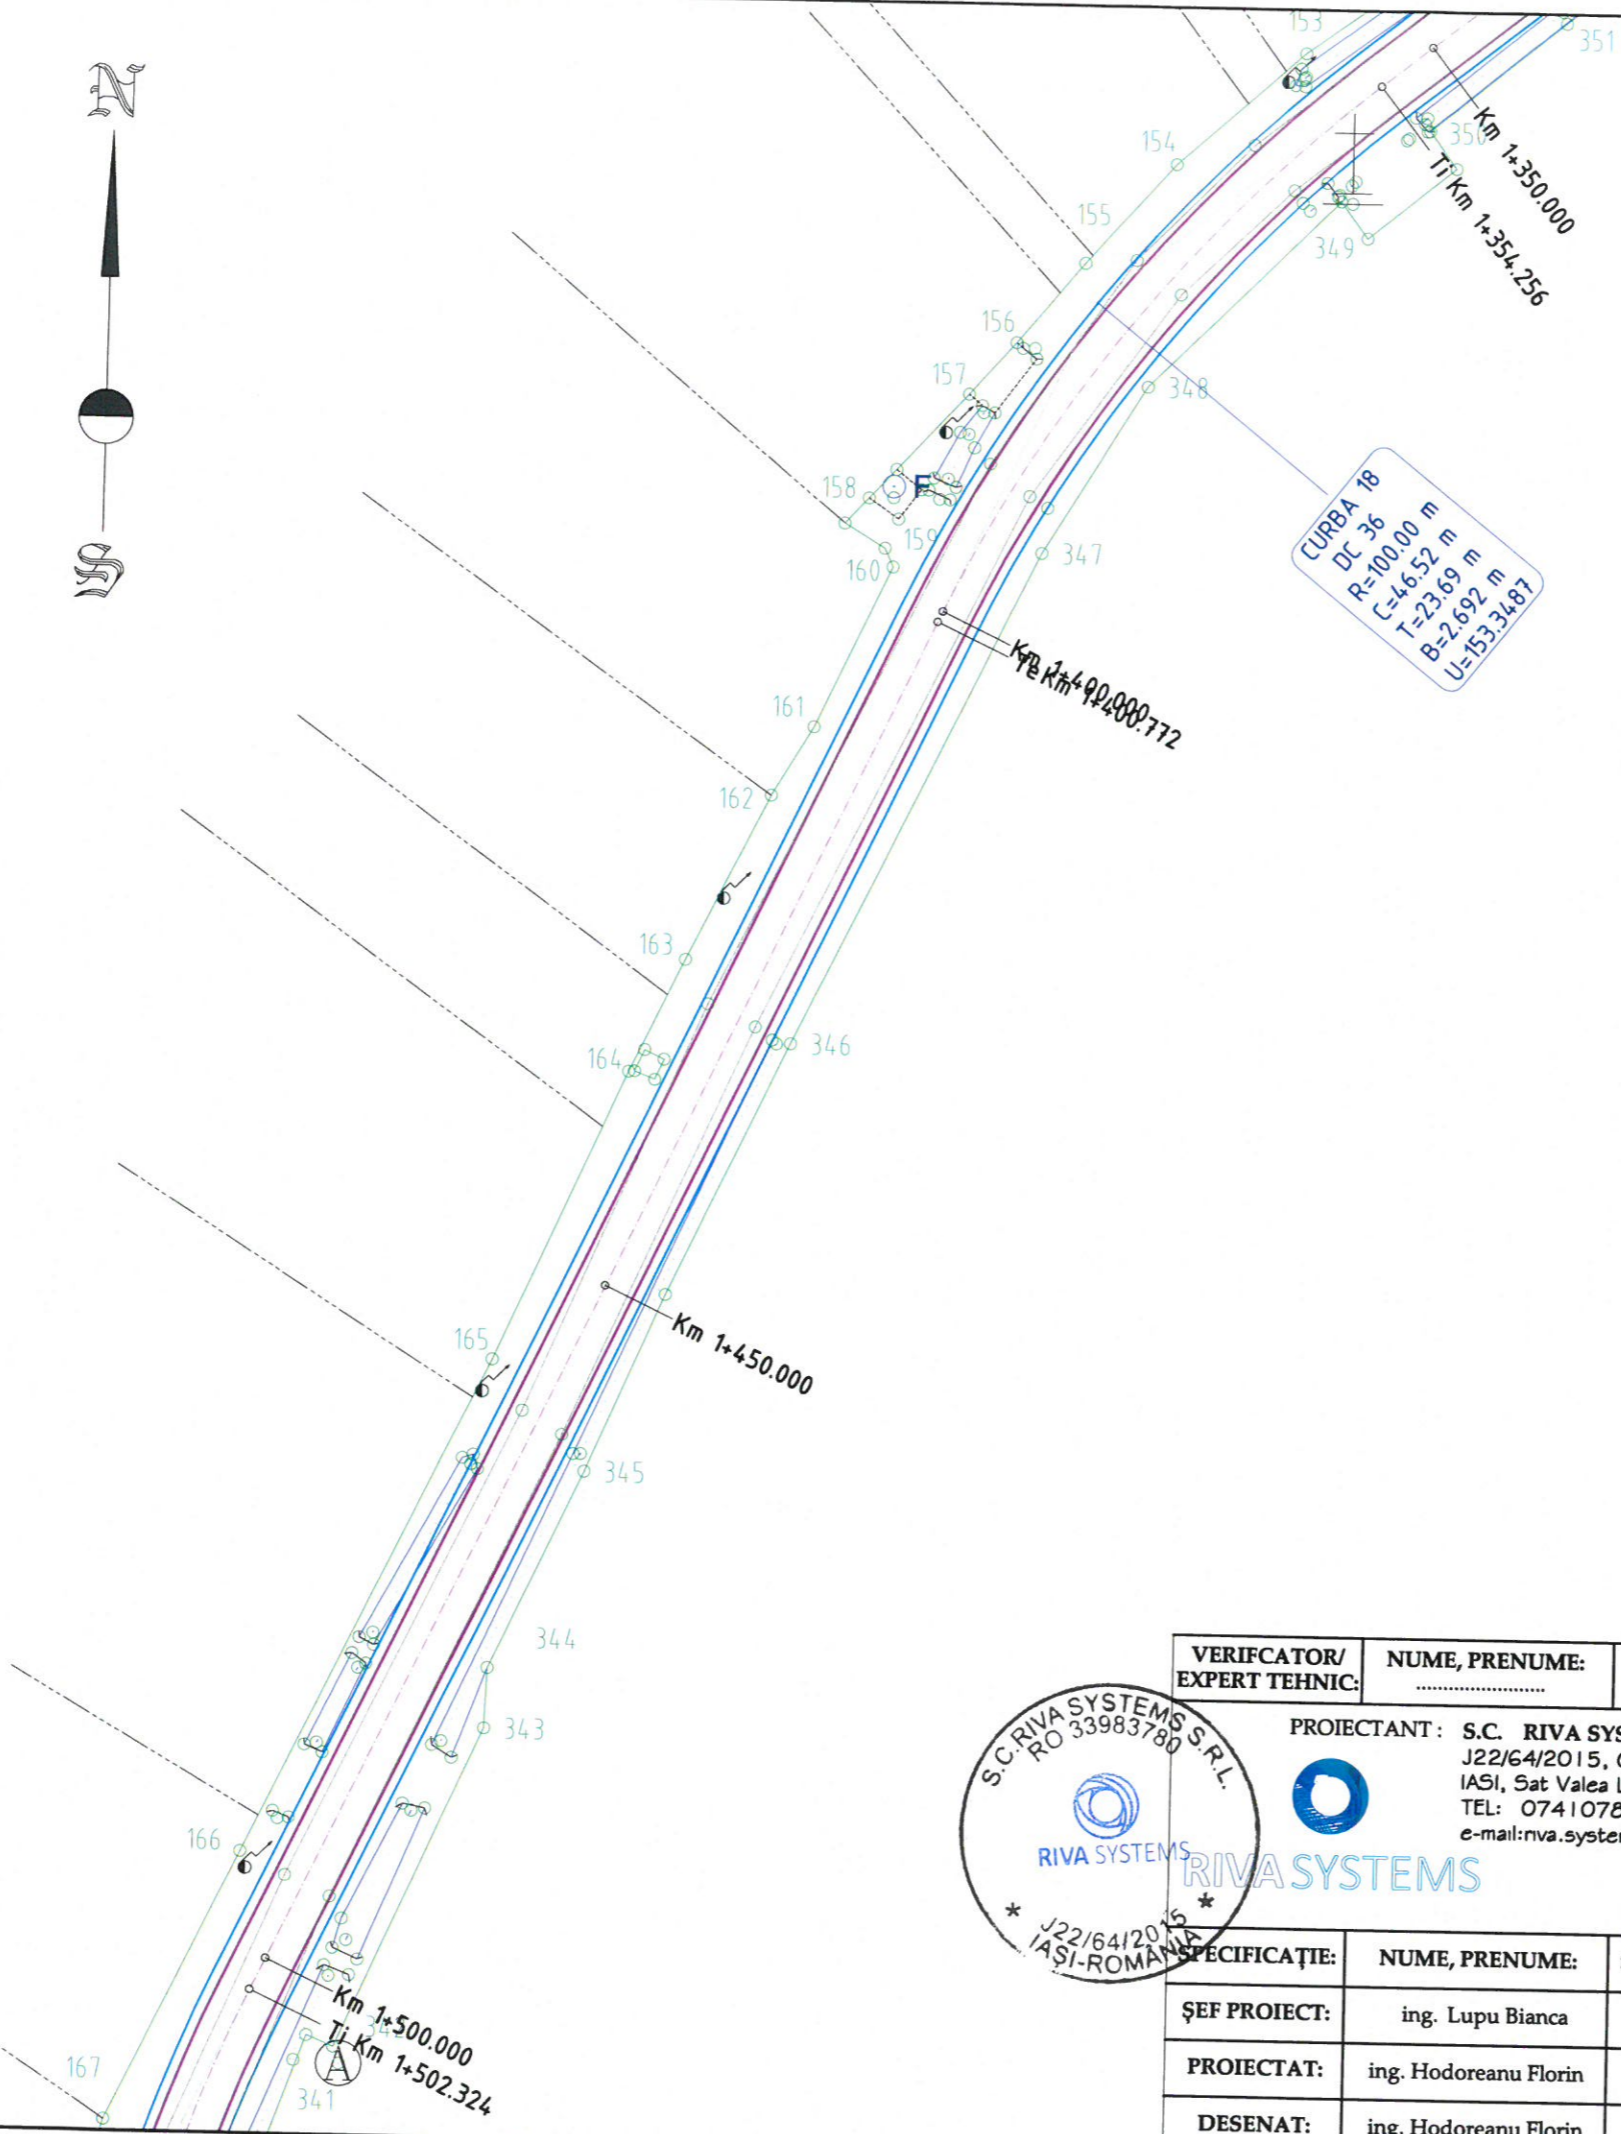 N
S
153
351
154
350
Km 1+350.000
Ti Km 1+354.256
155
349
156
157
348
158
F
159
160
347
CURBA 18
DC 36
R=100.00 m
C=46.52 m
T=23.69 m
B=2.692 m
U=153.3487
Km 1+400.000
Te Km 1+400.772
161
162
163
164
346
165
Km 1+450.000
345
344
343
166
Km 1+500.000
Ti Km 1+502.324
342
A
341
167
S.C. RIVA SYSTEMS S.R.L.
RO 33983780
RIVA SYSTEMS
* J22/64/2015 *
IAȘI-ROMÂNIA
VERIFCATOR/
EXPERT TEHNIC:
NUME, PRENUME:
........................
PROIECTANT: S.C. RIVA SYS
J22/64/2015,
IASI, Sat Valea L
TEL: 0741078
e-mail:riva.system
RIVA SYSTEMS
SPECIFICAŢIE: NUME, PRENUME:
ŞEF PROIECT: ing. Lupu Bianca
PROIECTAT: ing. Hodoreanu Florin
DESENAT: ing. Hodoreanu Florin